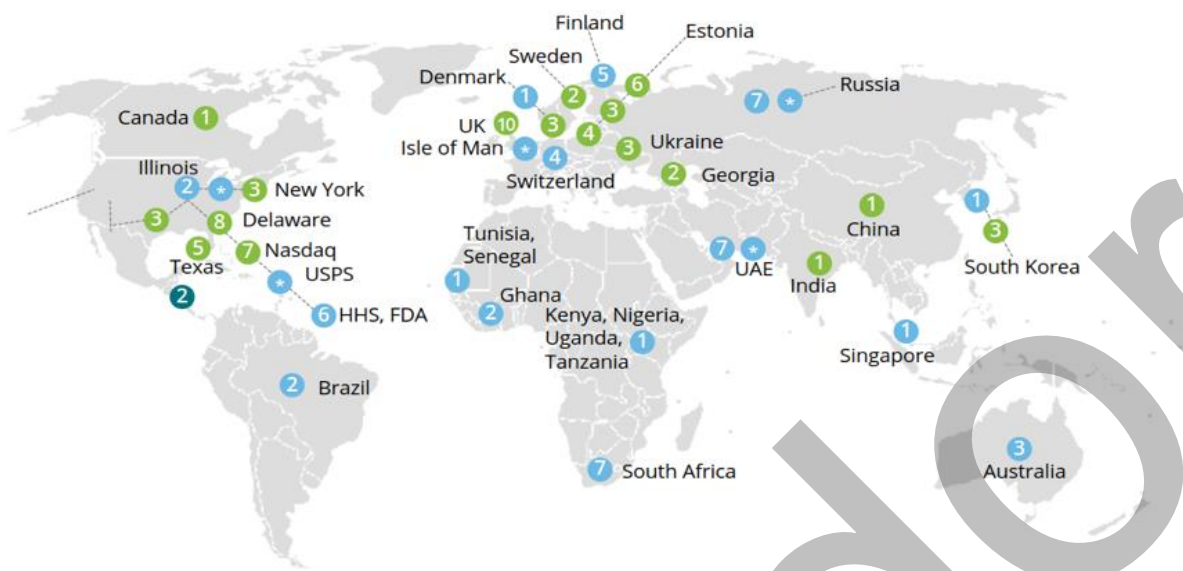 Finland
Estonia
Sweden
5
6
Denmark
1
2
3
7
*
Russia
Canada
1
UK
10
3
4
3
Ukraine
Isle of Man
*
4
Switzerland
2
Georgia
Illinois
2
*
3
New York
3
8
Delaware
5
7
Nasdaq
Texas
*
USPS
2
6
HHS, FDA
Tunisia,
Senegal
1
Ghana
2
Kenya, Nigeria,
Uganda,
Tanzania
1
7
*
UAE
1
China
1
India
1
3
South Korea
1
Singapore
2
Brazil
7
South Africa
3
Australia